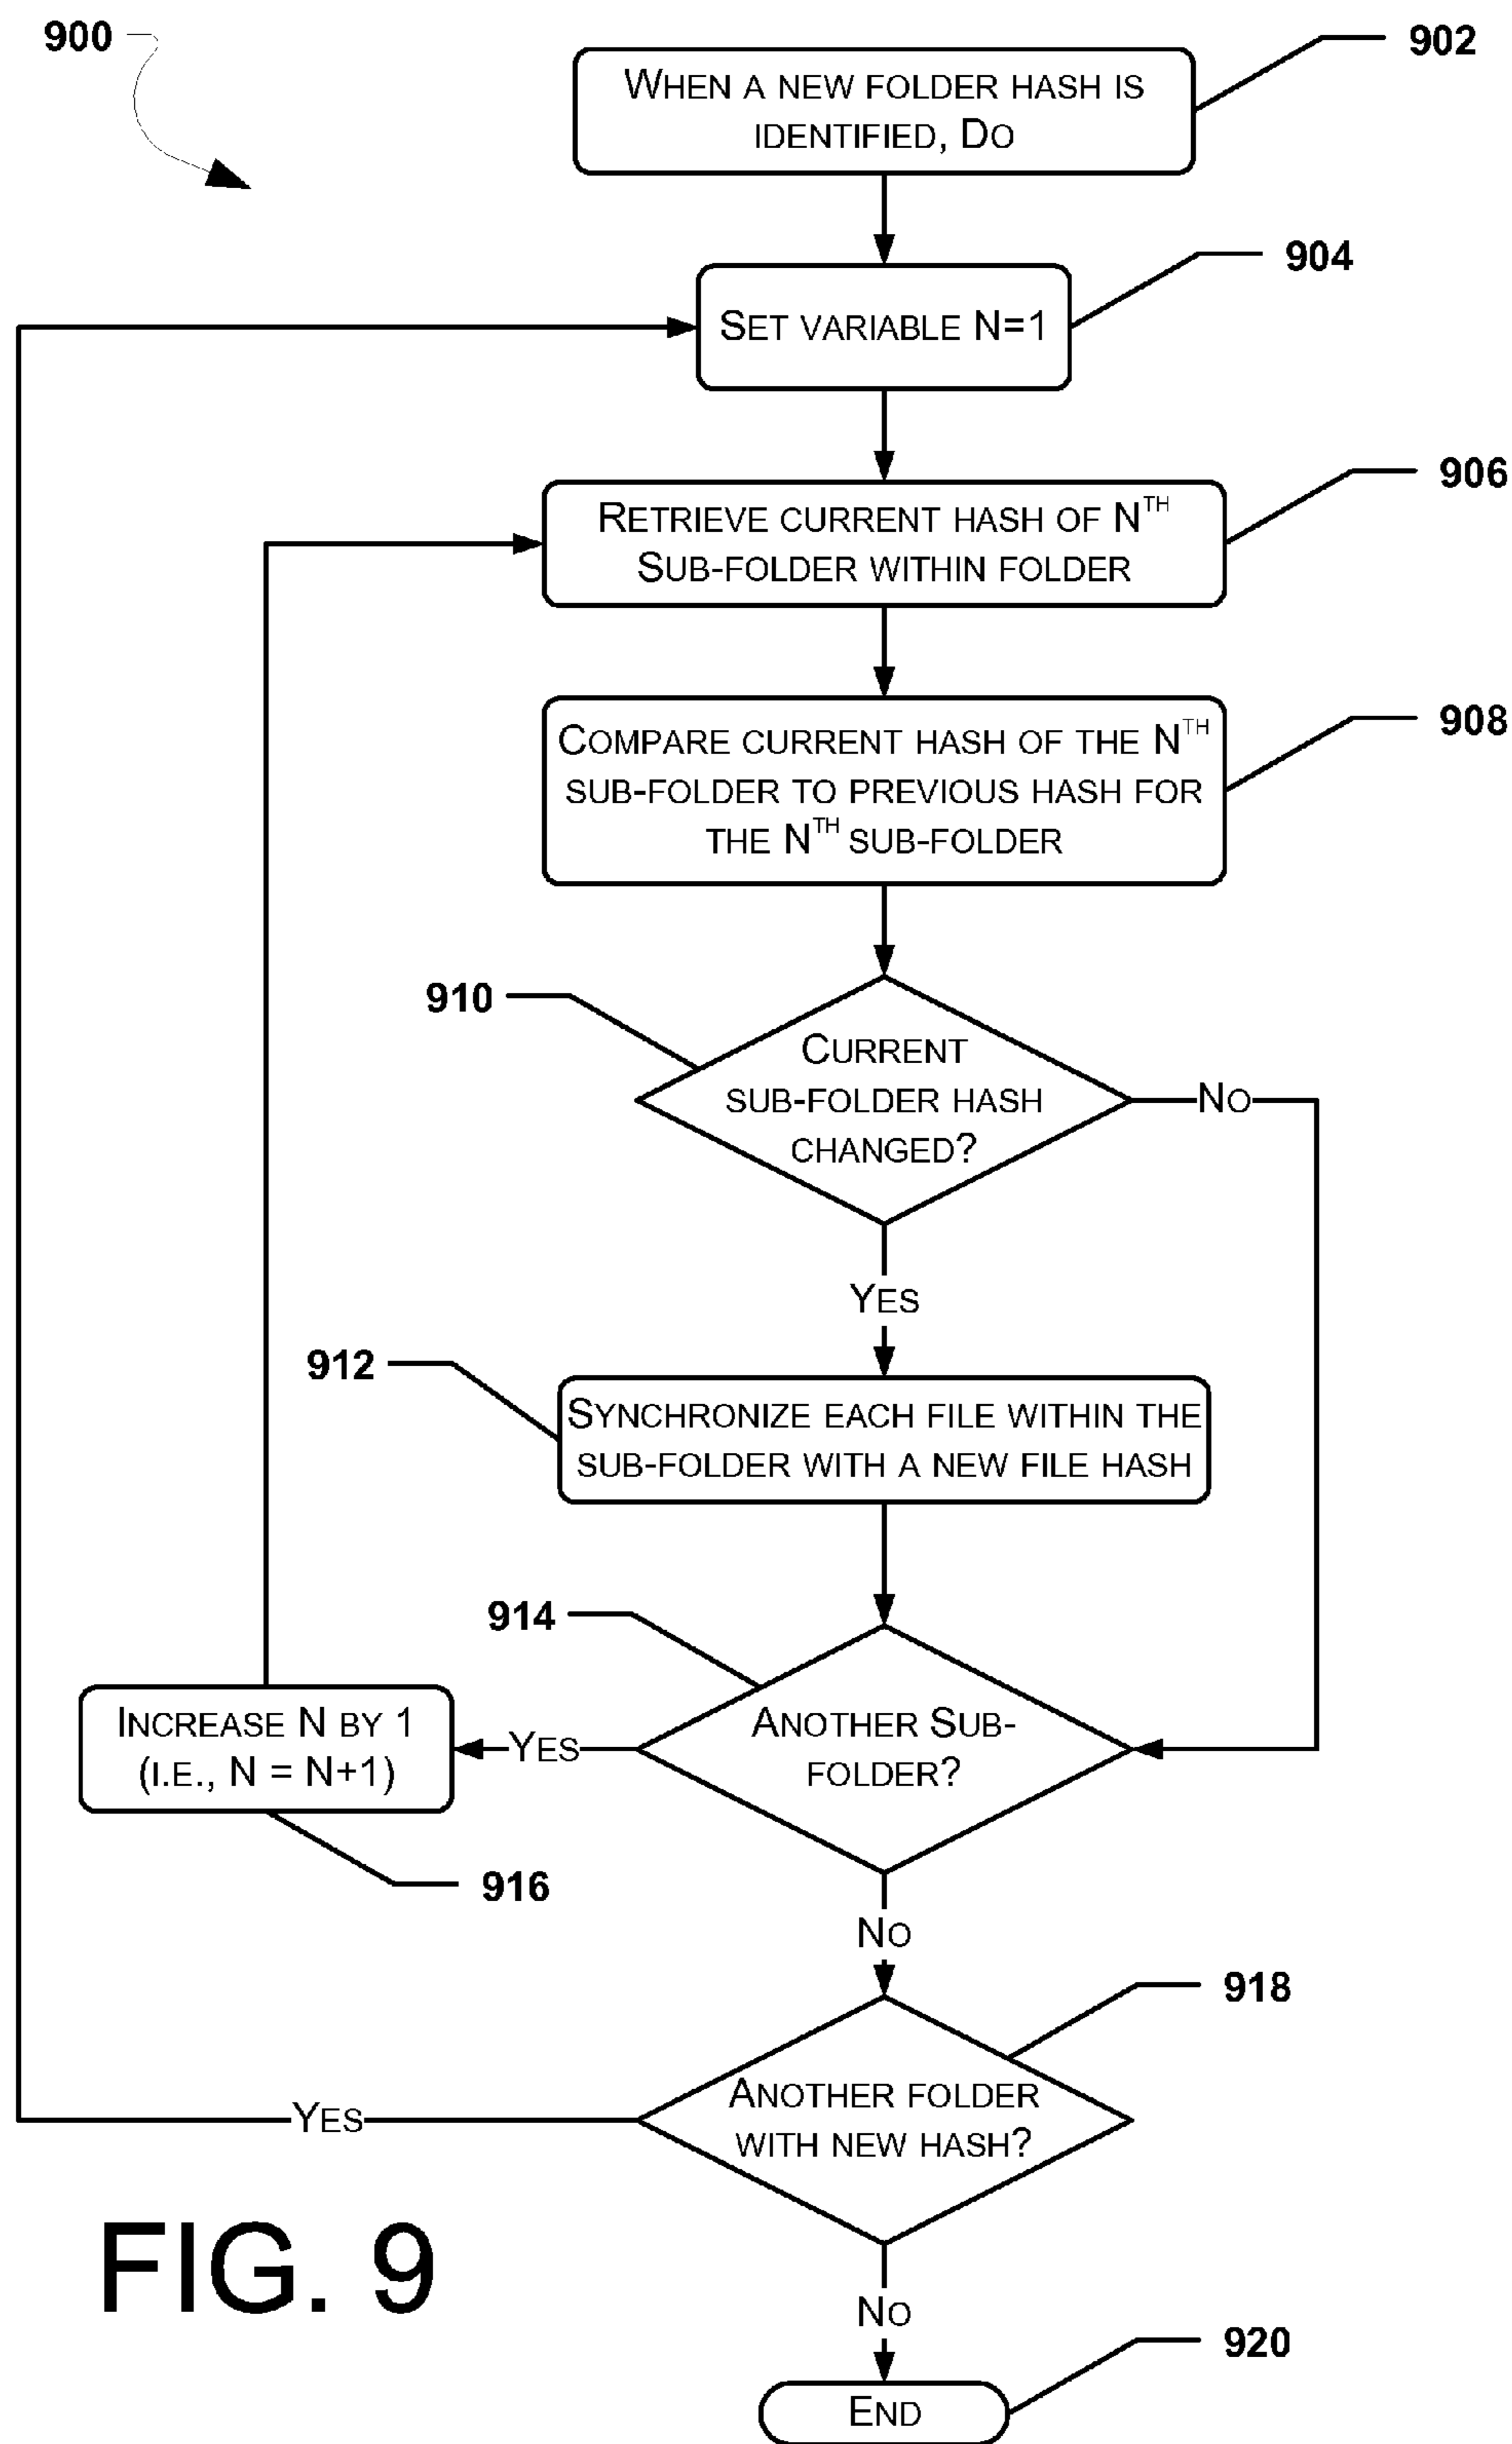 900
902
WHEN A NEW FOLDER HASH IS
IDENTIFIED, DO
904
SET VARIABLE N=1
906
RETRIEVE CURRENT HASH OF NTH
SUB-FOLDER WITHIN FOLDER
908
COMPARE CURRENT HASH OF THE NTH
SUB-FOLDER TO PREVIOUS HASH FOR
THE NTH SUB-FOLDER
910
CURRENT
SUB-FOLDER HASH
CHANGED?
NO
YES
912
SYNCHRONIZE EACH FILE WITHIN THE
SUB-FOLDER WITH A NEW FILE HASH
914
ANOTHER SUB-
FOLDER?
YES
INCREASE N BY 1
(I.E., N = N+1)
916
NO
918
ANOTHER FOLDER
WITH NEW HASH?
YES
NO
920
END
FIG. 9